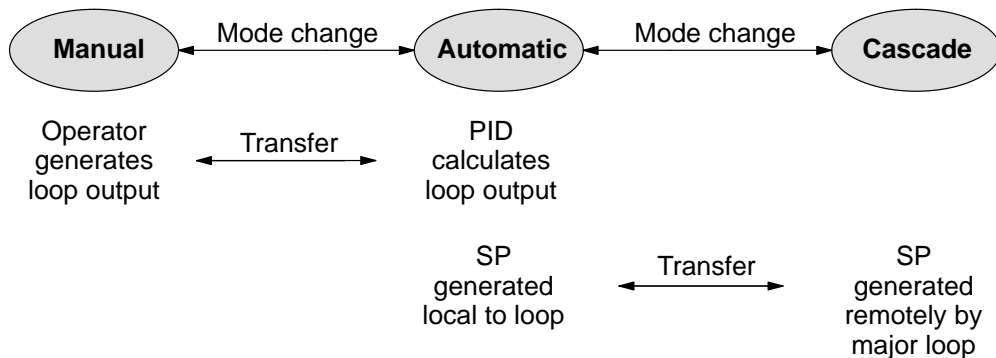 Manual
Mode change
Automatic
Mode change
Cascade
Operator
generates
loop output
Transfer
PID
calculates
loop output
SP
generated
local to loop
Transfer
SP
generated
remotely by
major loop